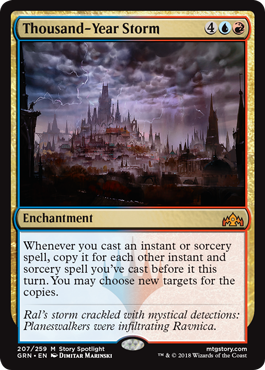 Thousand-Year Storm 4
Enchantment
Whenever you cast an instant or sorcery
spell, copy it for each other instant and
sorcery spell you've cast before it this
turn. You may choose new targets for the
copies.
Ral's storm crackled with mystical detections:
Planeswalkers were infiltrating Ravnica.
207/259 M Story Spotlight mtgstory.com
GRN • EN DIMITAR MARINSKI ™ & © 2018 Wizards of the Coast